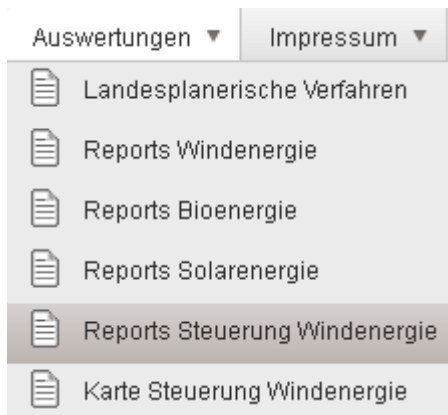 Auswertungen ▼ Impressum ▼
Landesplanerische Verfahren
Reports Windenergie
Reports Bioenergie
Reports Solarenergie
Reports Steuerung Windenergie
Karte Steuerung Windenergie